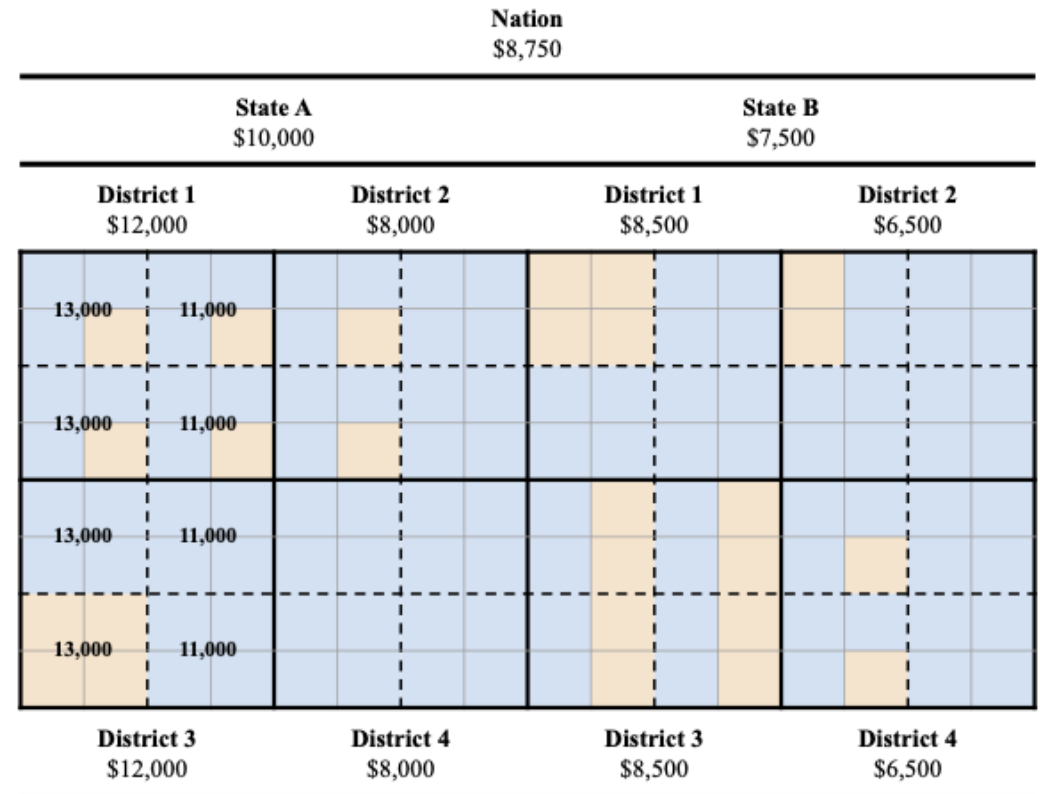 Nation
$8,750
State A
State B
$10,000
$7,500
District 1
District 2
District 1
District 2
$12,000
$8,000
$8,500
$6,500
13,000
11,000
13,000
11,000
13,000
11,000
13,000
11,000
District 3
District 4
District 3
District 4
$12,000
$8,000
$8,500
$6,500